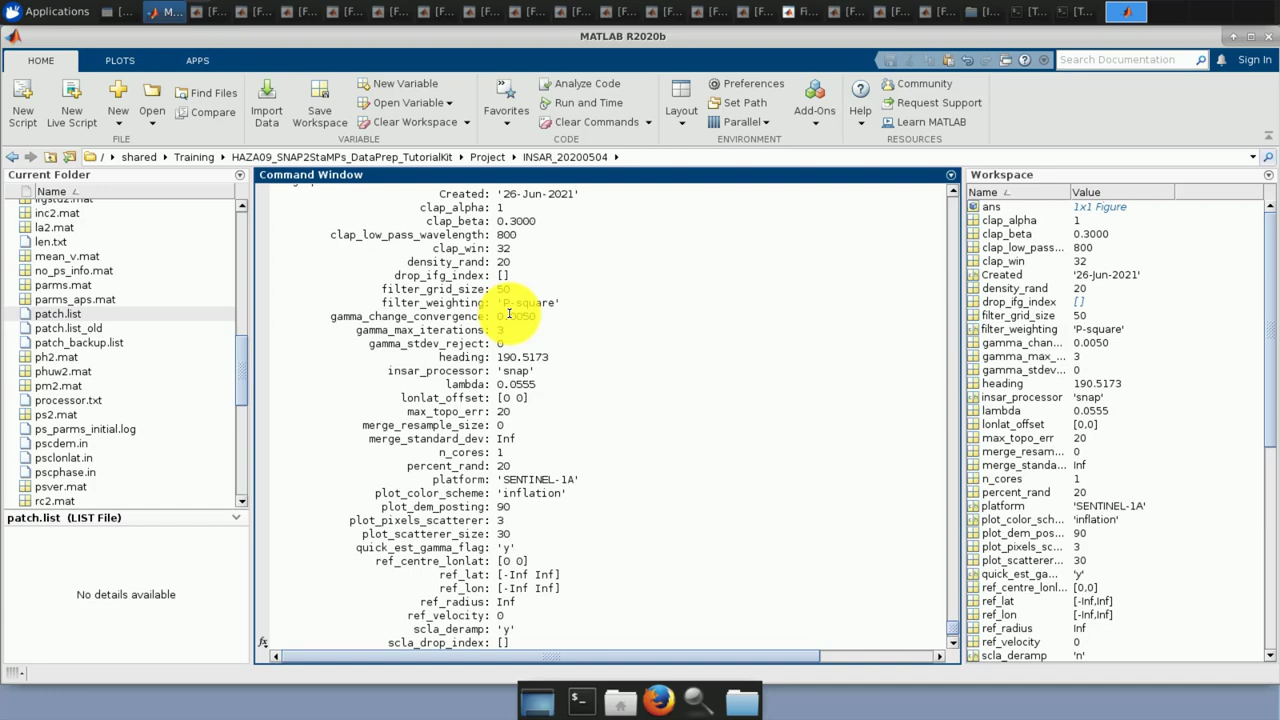 Applications
[...
M...
[F...
[F...
[F...
[F...
[F...
[F...
[F...
[F...
[F...
[F...
[F...
[F...
[F...
[F...
Fi...
[F...
[F...
[F...
[I...
[T...
[T...
MATLAB R2020b
HOME
PLOTS
APPS
Search Documentation
Sign In
New Script
New Live Script
New
Open
Find Files
Compare
FILE
Import Data
Save Workspace
New Variable
Open Variable
Clear Workspace
VARIABLE
Favorites
Analyze Code
Run and Time
Clear Commands
CODE
Layout
Preferences
Set Path
Parallel
ENVIRONMENT
Add-Ons
Help
Community
Request Support
Learn MATLAB
RESOURCES
/ shared Training HAZA09_SNAP2StaMPs_DataPrep_TutorialKit Project INSAR_20200504
Current Folder
Name
inc2.mat
la2.mat
len.txt
mean_v.mat
no_ps_info.mat
parms.mat
parms_aps.mat
patch.list
patch.list_old
patch_backup.list
ph2.mat
phuw2.mat
pm2.mat
processor.txt
ps2.mat
ps_parms_initial.log
pscdem.in
psclonlat.in
pscphase.in
psver.mat
rc2.mat
patch.list (LIST File)
No details available
Command Window
Created: '26-Jun-2021'
clap_alpha: 1
clap_beta: 0.3000
clap_low_pass_wavelength: 800
clap_win: 32
density_rand: 20
drop_ifg_index: []
filter_grid_size: 50
filter_weighting: 'P-square'
gamma_change_convergence: 0.0050
gamma_max_iterations: 3
gamma_stdev_reject: 0
heading: 190.5173
insar_processor: 'snap'
lambda: 0.0555
lonlat_offset: [0 0]
max_topo_err: 20
merge_resample_size: 0
merge_standard_dev: Inf
n_cores: 1
percent_rand: 20
platform: 'SENTINEL-1A'
plot_color_scheme: 'inflation'
plot_dem_posting: 90
plot_pixels_scatterer: 3
plot_scatterer_size: 30
quick_est_gamma_flag: 'y'
ref_centre_lonlat: [0 0]
ref_lat: [-Inf Inf]
ref_lon: [-Inf Inf]
ref_radius: Inf
ref_velocity: 0
scla_deramp: 'y'
scla_drop_index: []
fx
Workspace
Name Value
ans 1x1 Figure
clap_alpha 1
clap_beta 0.3000
clap_low_pass... 800
clap_win 32
Created '26-Jun-2021'
density_rand 20
drop_ifg_index []
filter_grid_size 50
filter_weighting 'P-square'
gamma_chan... 0.0050
gamma_max_... 3
gamma_stdev... 0
heading 190.5173
insar_processor 'snap'
lambda 0.0555
lonlat_offset [0,0]
max_topo_err 20
merge_resam... 0
merge_standa... Inf
n_cores 1
percent_rand 20
platform 'SENTINEL-1A'
plot_color_sch... 'inflation'
plot_dem_pos... 90
plot_pixels_sc... 3
plot_scatterer... 30
quick_est_ga... 'y'
ref_centre_lonl... [0,0]
ref_lat [-Inf,Inf]
ref_lon [-Inf,Inf]
ref_radius Inf
ref_velocity 0
scla_deramp 'n'